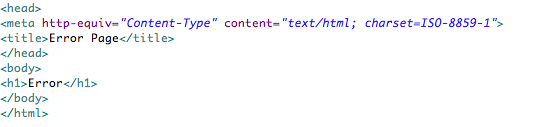 <head>
<meta http-equiv="Content-Type" content="text/html; charset=ISO-8859-1">
<title>Error Page</title>
</head>
<body>
<h1>Error</h1>
</body>
</html>